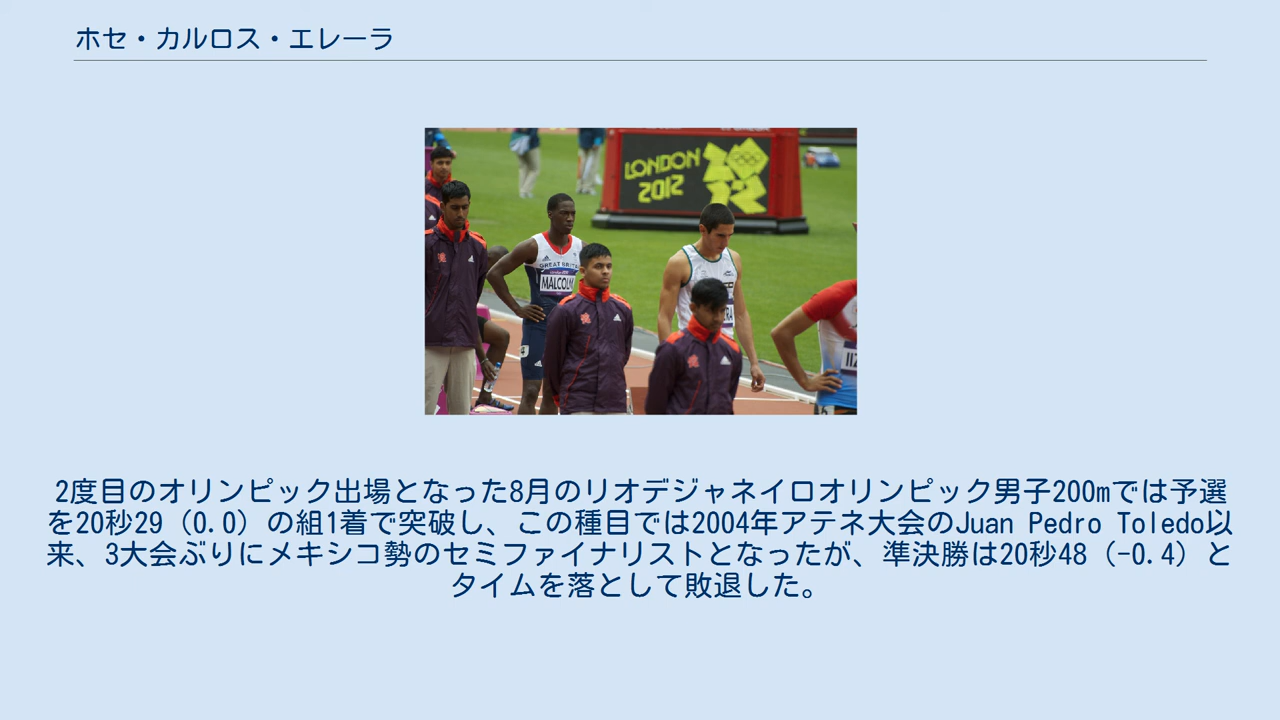 ホセ・カルロス・エレーラ
LONDON
2012
GREAT BRITAIN
MALCOLM
2度目のオリンピック出場となった8月のリオデジャネイロオリンピック男子200mでは予選
を20秒29（0.0）の組1着で突破し、この種目では2004年アテネ大会のJuan Pedro Toledo以
来、3大会ぶりにメキシコ勢のセミファイナリストとなったが、準決勝は20秒48（-0.4）と
タイムを落として敗退した。